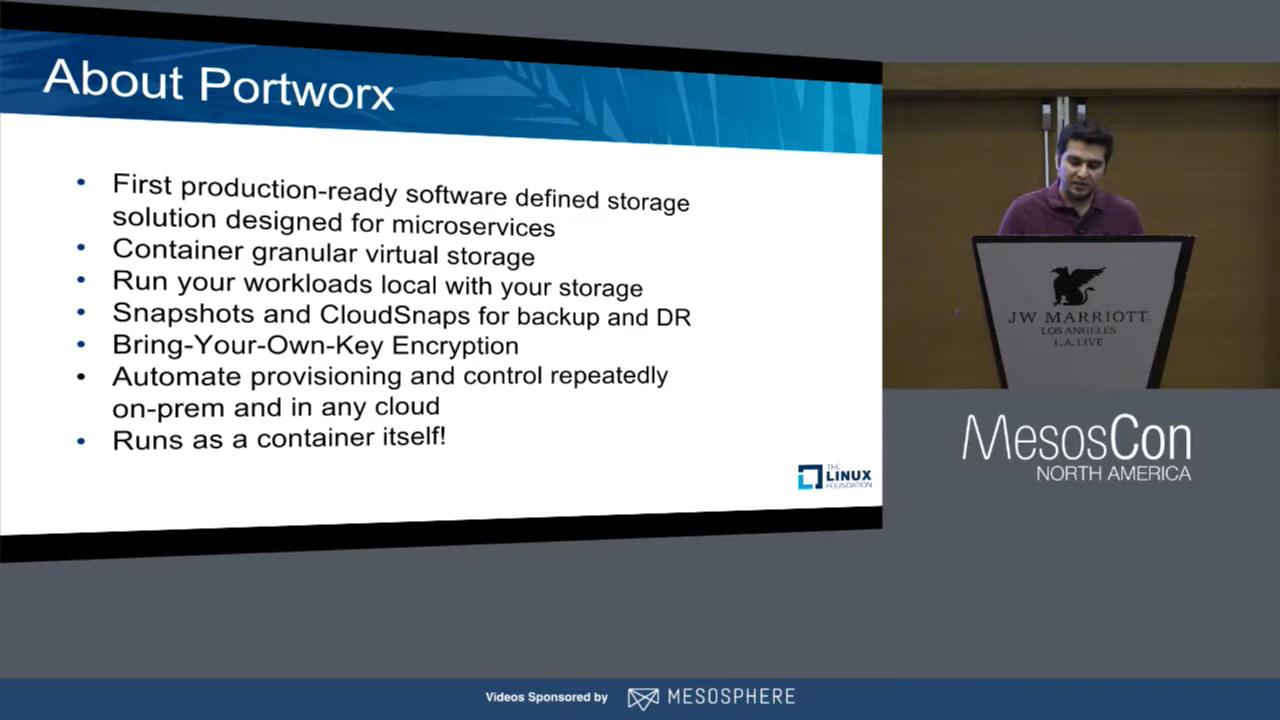 About Portworx
• First production-ready software defined storage
solution designed for microservices
• Container granular virtual storage
• Run your workloads local with your storage
• Snapshots and CloudSnaps for backup and DR
• Bring-Your-Own-Key Encryption
• Automate provisioning and control repeatedly
on-prem and in any cloud
• Runs as a container itself!
THE
LINUX
FOUNDATION
JW MARRIOTT
LOS ANGELES
L.A. LIVE
MesosCon
NORTH AMERICA
Videos Sponsored by MESOSPHERE